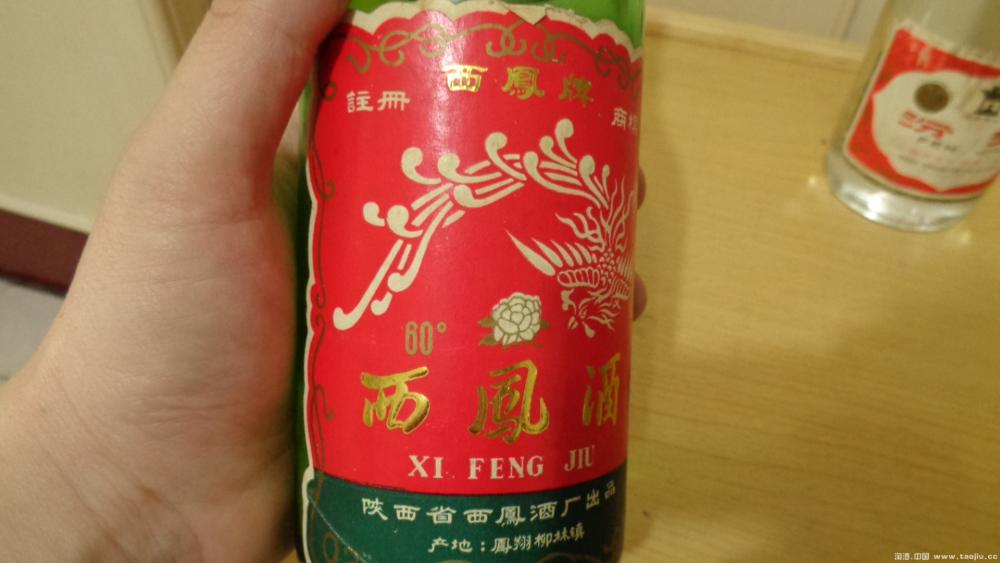 西鳳牌
註冊 商標
60°
西鳳酒
XI FENG JIU
陕西省西鳳酒厂出品
产地：鳳翔柳林镇
淘酒.中国 www.taojiu.cc